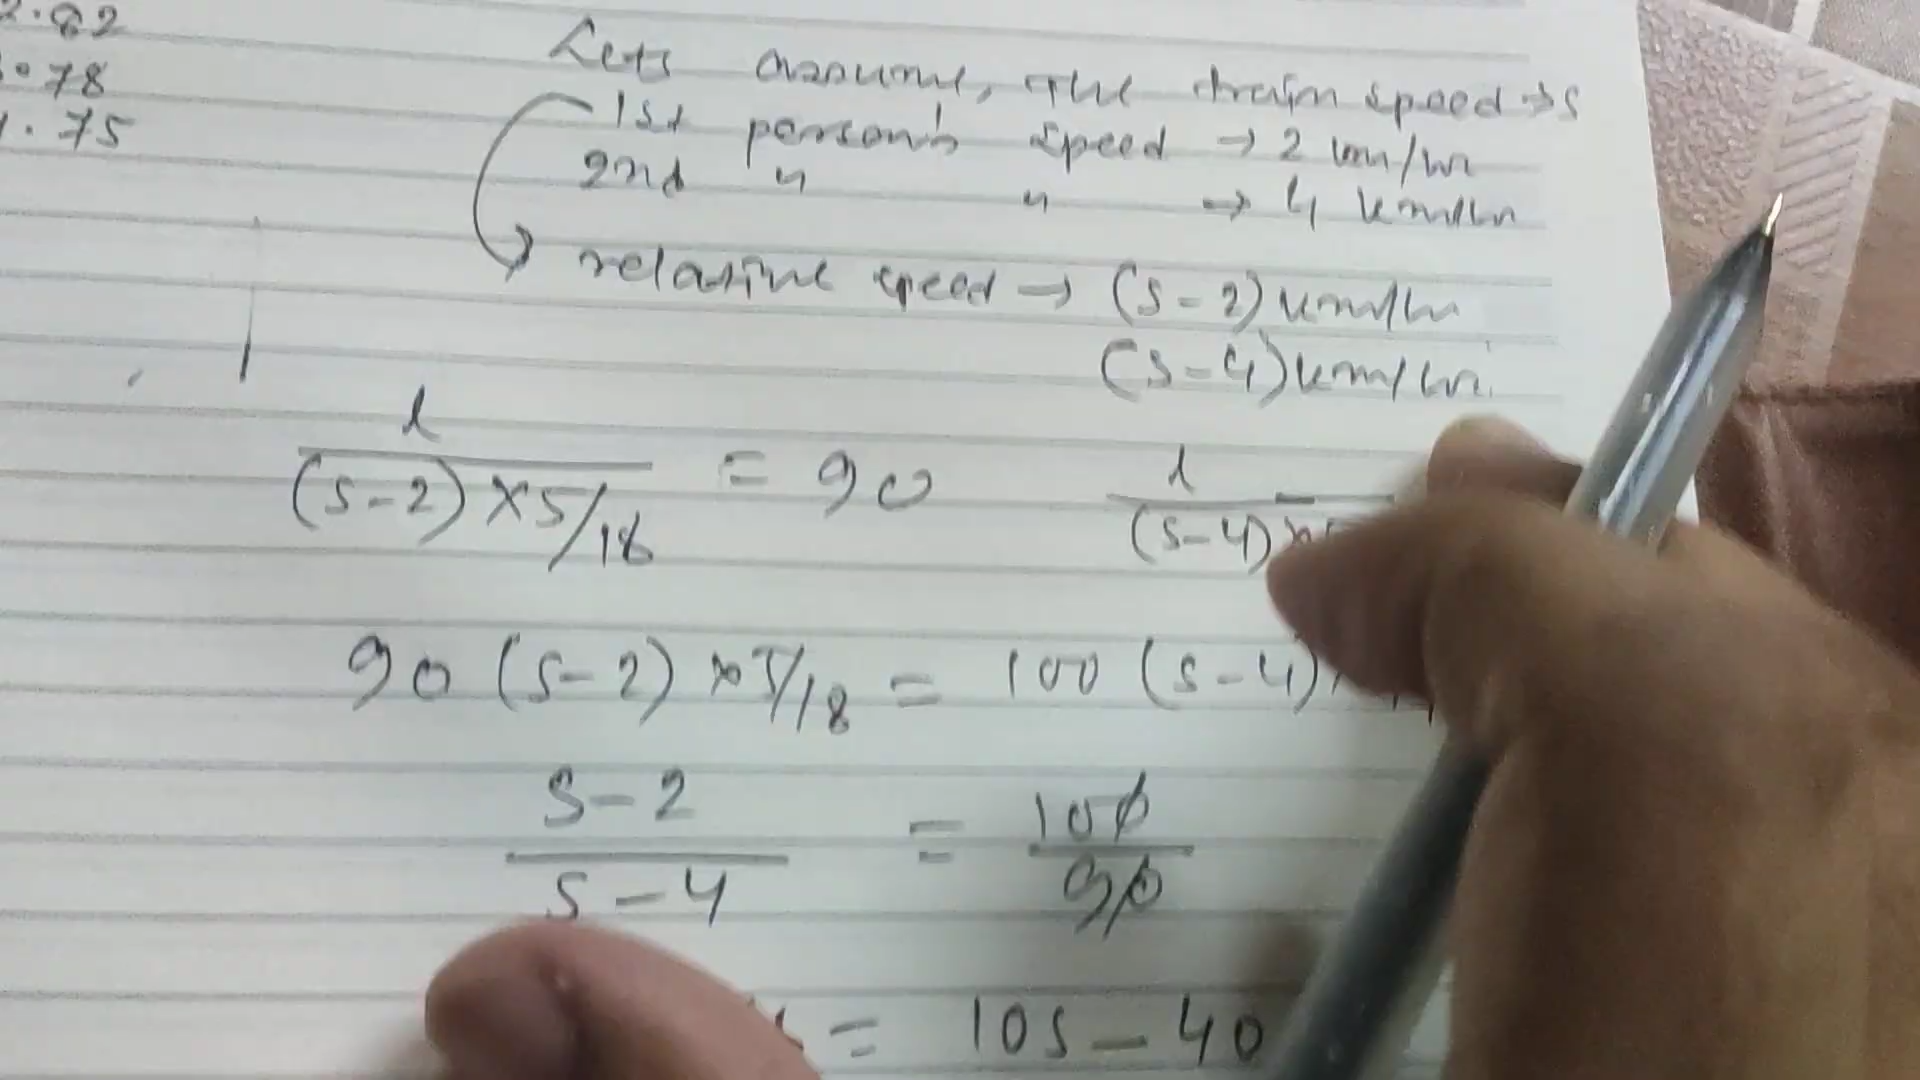 .82
.78
.75
Lets assume, the train speed → s
1st person's speed → 2 km/hr
2nd " " → 4 km/hr
relative speed → (s-2) km/hr
(s-4) km/hr
l/((s-2)×5/18) = 90 l/((s-4)×
90 (s-2) ×5/18 = 100 (s-4)
(s-2)/(s-4) = 100/90
= 10s - 40